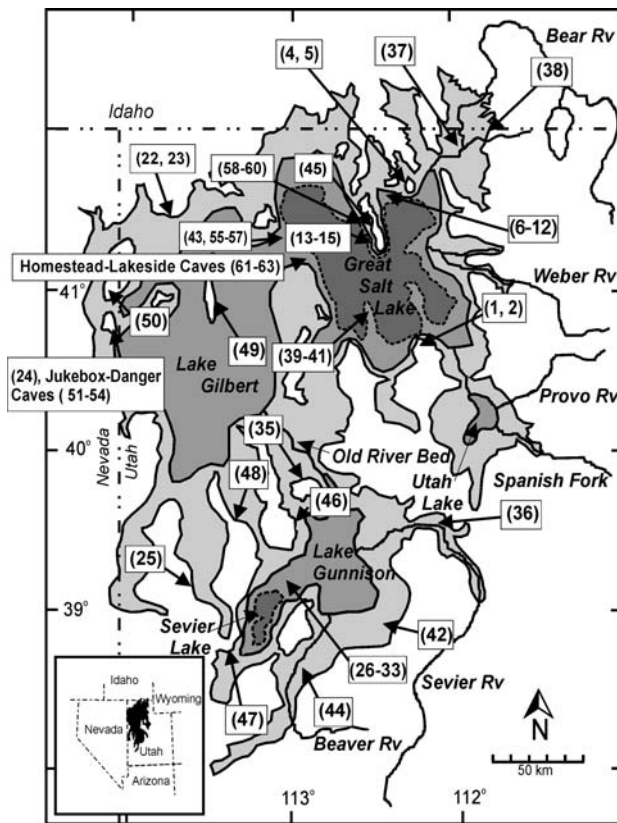 Bear Rv
(4, 5)
(37)
(38)
Idaho
(22, 23)
(58-60)
(45)
(43, 55-57)
(13-15)
(6-12)
Homestead-Lakeside Caves (61-63)
Great
Salt
Lake
Weber Rv
41°
(1, 2)
(50)
(49)
(39-41)
Lake
Gilbert
(24), Jukebox-Danger
Caves ( 51-54)
Provo Rv
(35)
Old River Bed
Utah
Lake
Spanish Fork
40°
Nevada
Utah
(48)
(46)
(36)
Lake
Gunnison
(25)
39°
Sevier
Lake
(42)
(26-33)
Sevier Rv
(47)
(44)
Beaver Rv
Idaho
Wyoming
Nevada
Utah
Arizona
N
50 km
113°
112°